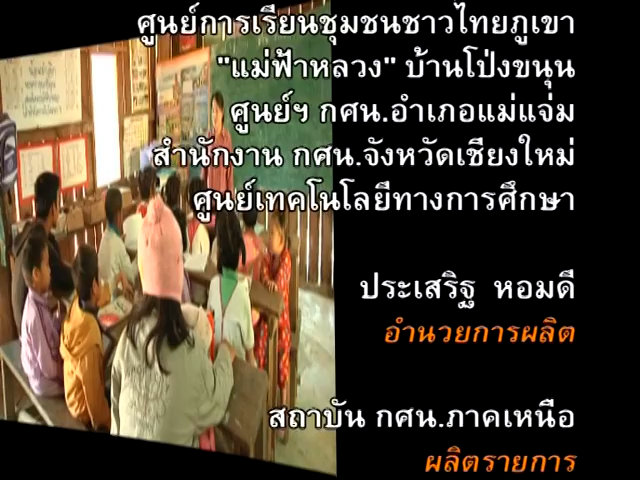 ศูนย์การเรียนชุมชนชาวไทยภูเขา
"แม่ฟ้าหลวง" บ้านโป่งขนุน
ศูนย์ฯ กศน.อำเภอแม่แจ่ม
สำนักงาน กศน.จังหวัดเชียงใหม่
ศูนย์เทคโนโลยีทางการศึกษา
ประเสริฐ หอมดี
อำนวยการผลิต
สถาบัน กศน.ภาคเหนือ
ผลิตรายการ